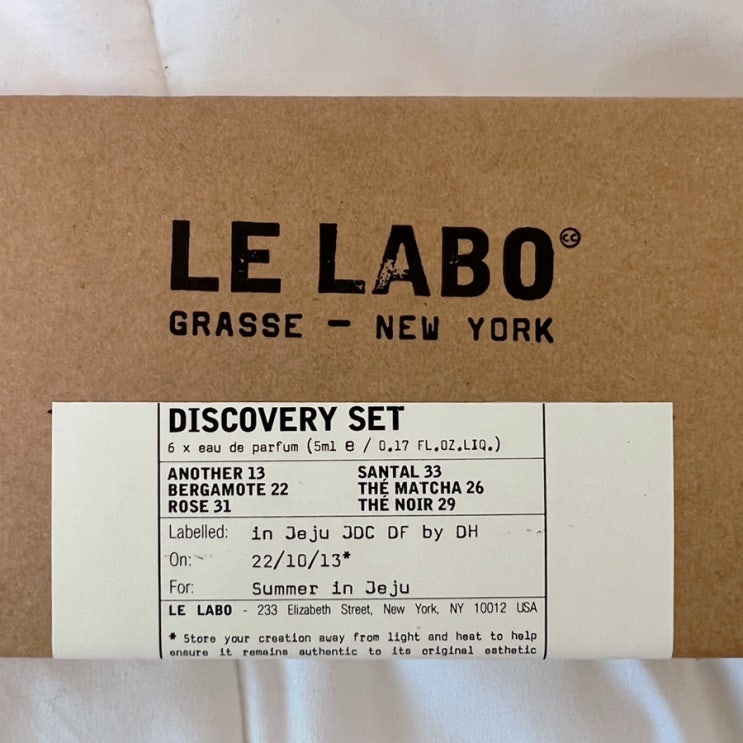 LE LABO
GRASSE — NEW YORK
DISCOVERY SET
6 x eau de parfum (5ml ℮ / 0.17 FL.OZ.LIQ.)
ANOTHER 13 SANTAL 33
BERGAMOTE 22 THÉ MATCHA 26
ROSE 31 THÉ NOIR 29
Labelled: in Jeju JDC DF by DH
On: 22/10/13*
For: Summer in Jeju
LE LABO - 233 Elizabeth Street, New York, NY 10012 USA
* Store your creation away from light and heat to help
ensure it remains authentic to its original esthetic